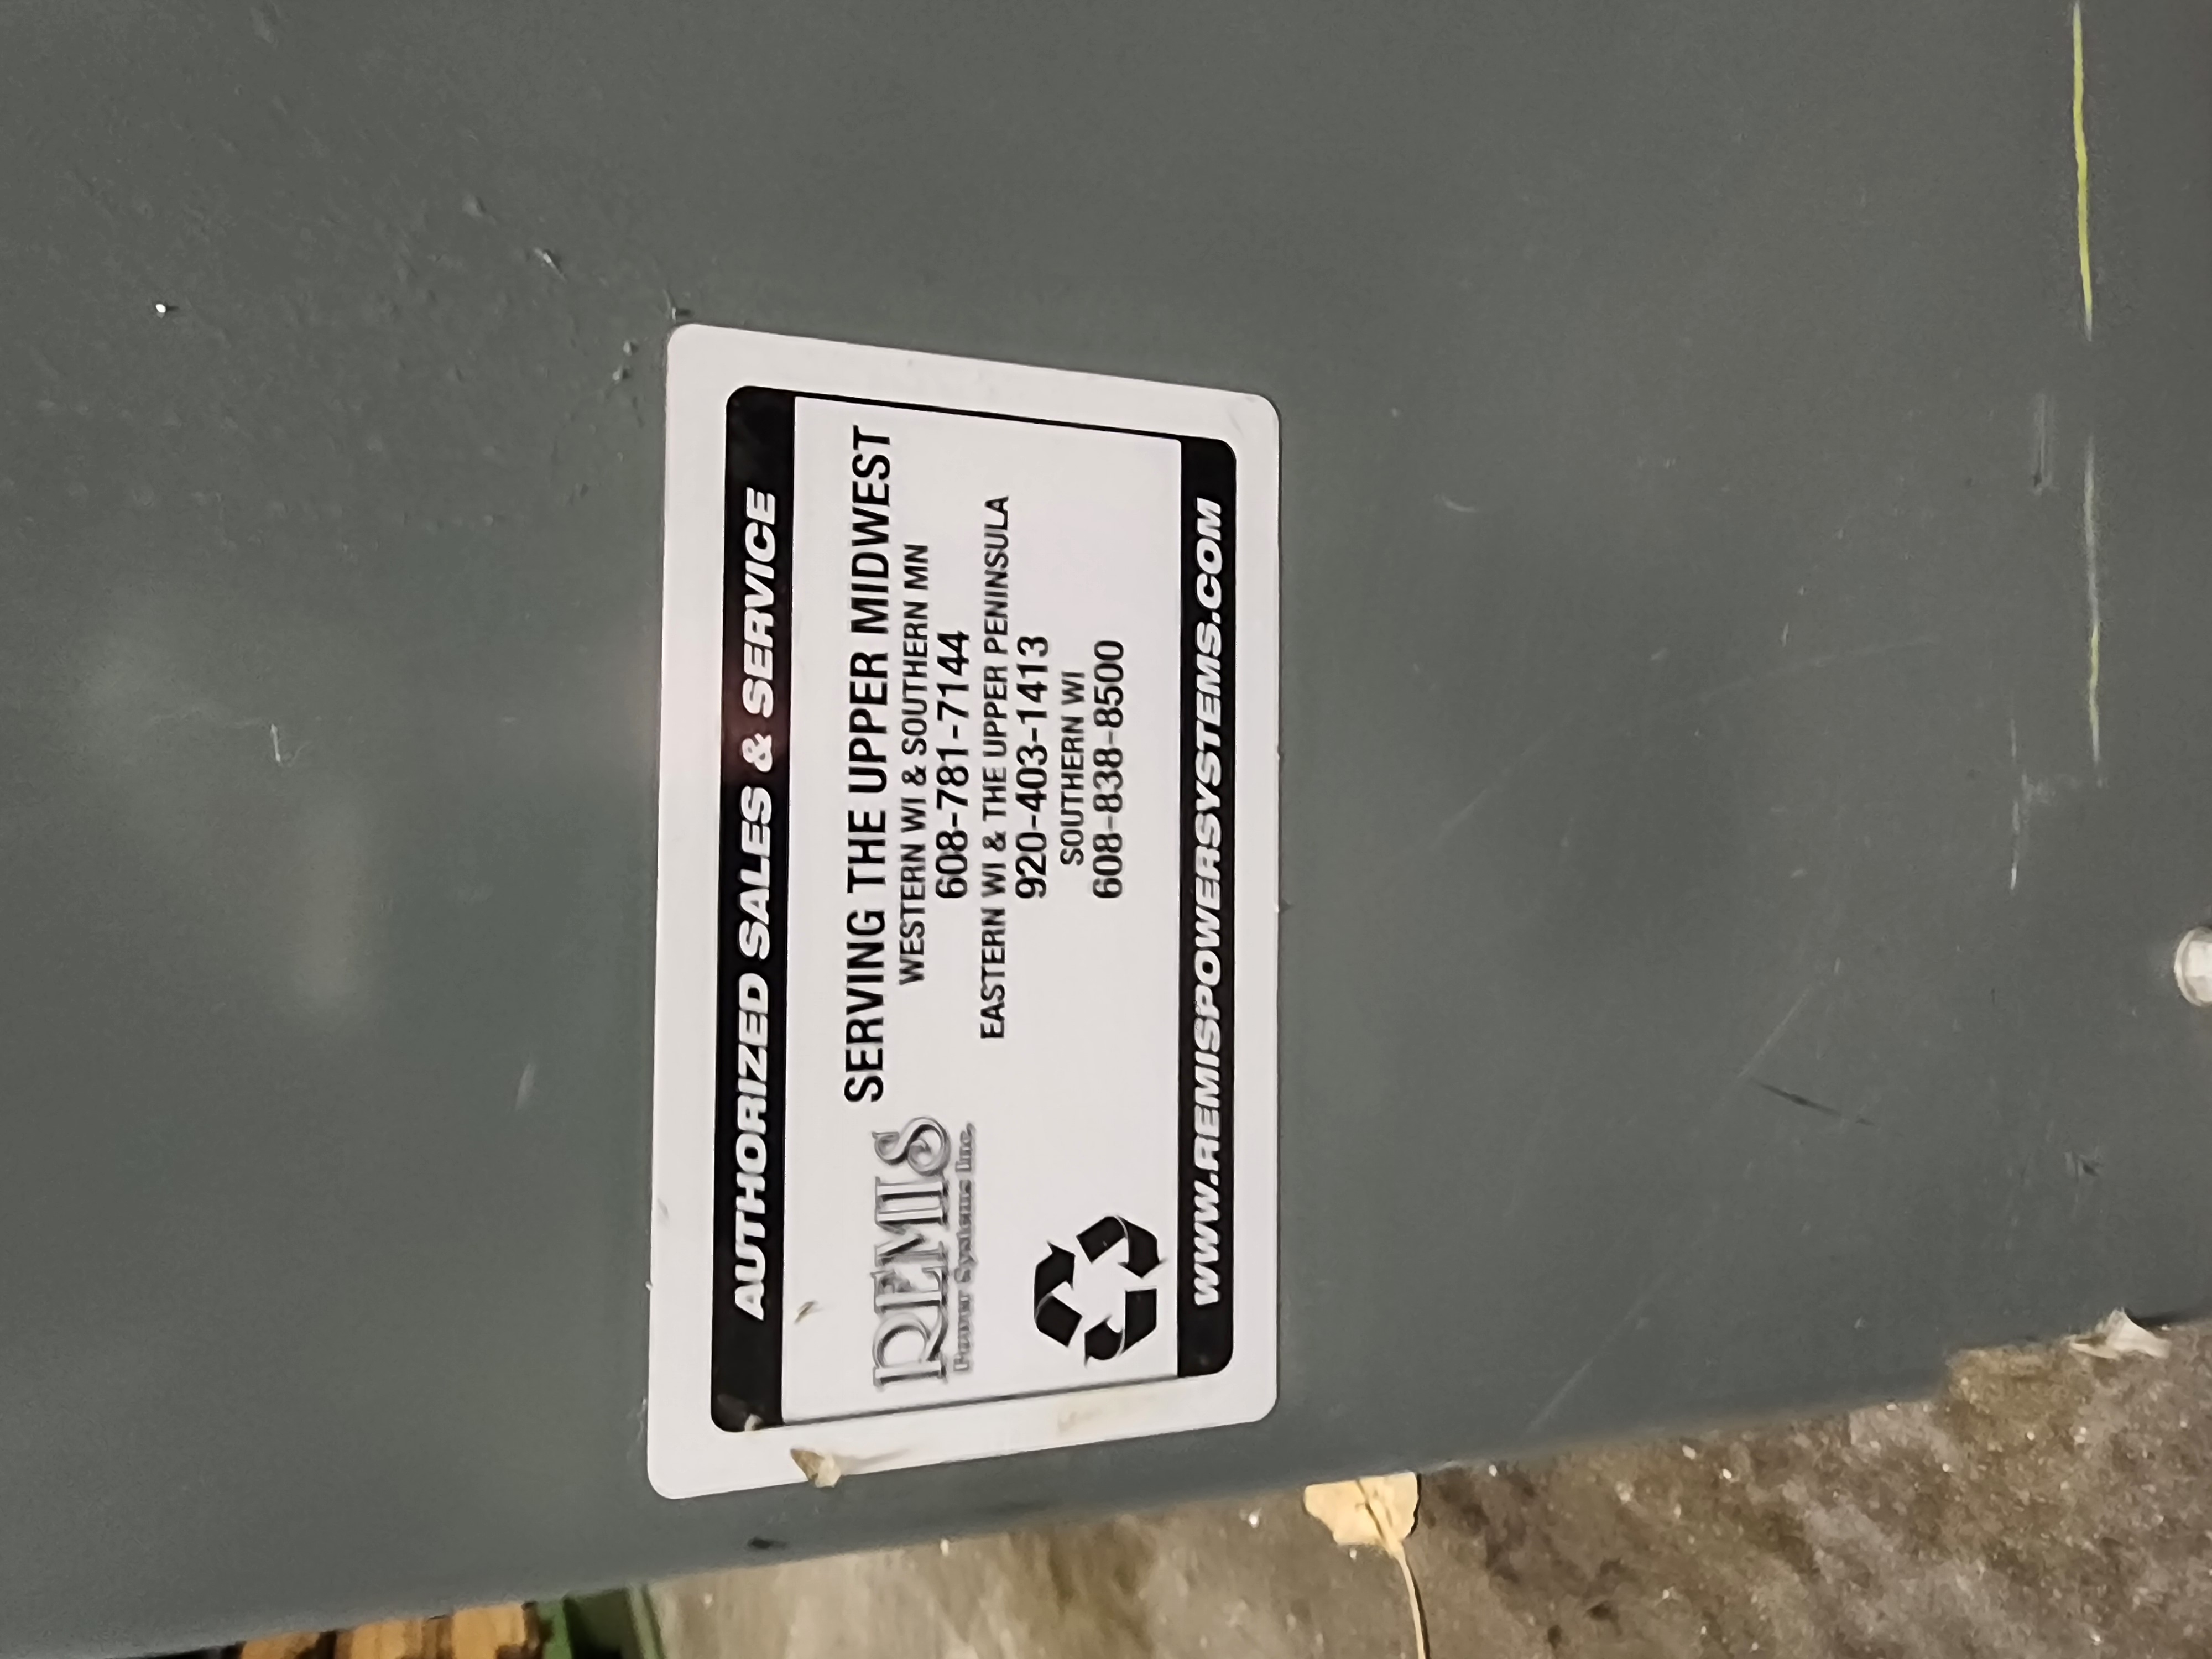 AUTHORIZED SALES & SERVICE
REMIS
Power Systems Inc.
SERVING THE UPPER MIDWEST
WESTERN WI & SOUTHERN MN
608-781-7144
EASTERN WI & THE UPPER PENINSULA
920-403-1413
SOUTHERN WI
608-838-8500
WWW.REMISPOWERSYSTEMS.COM